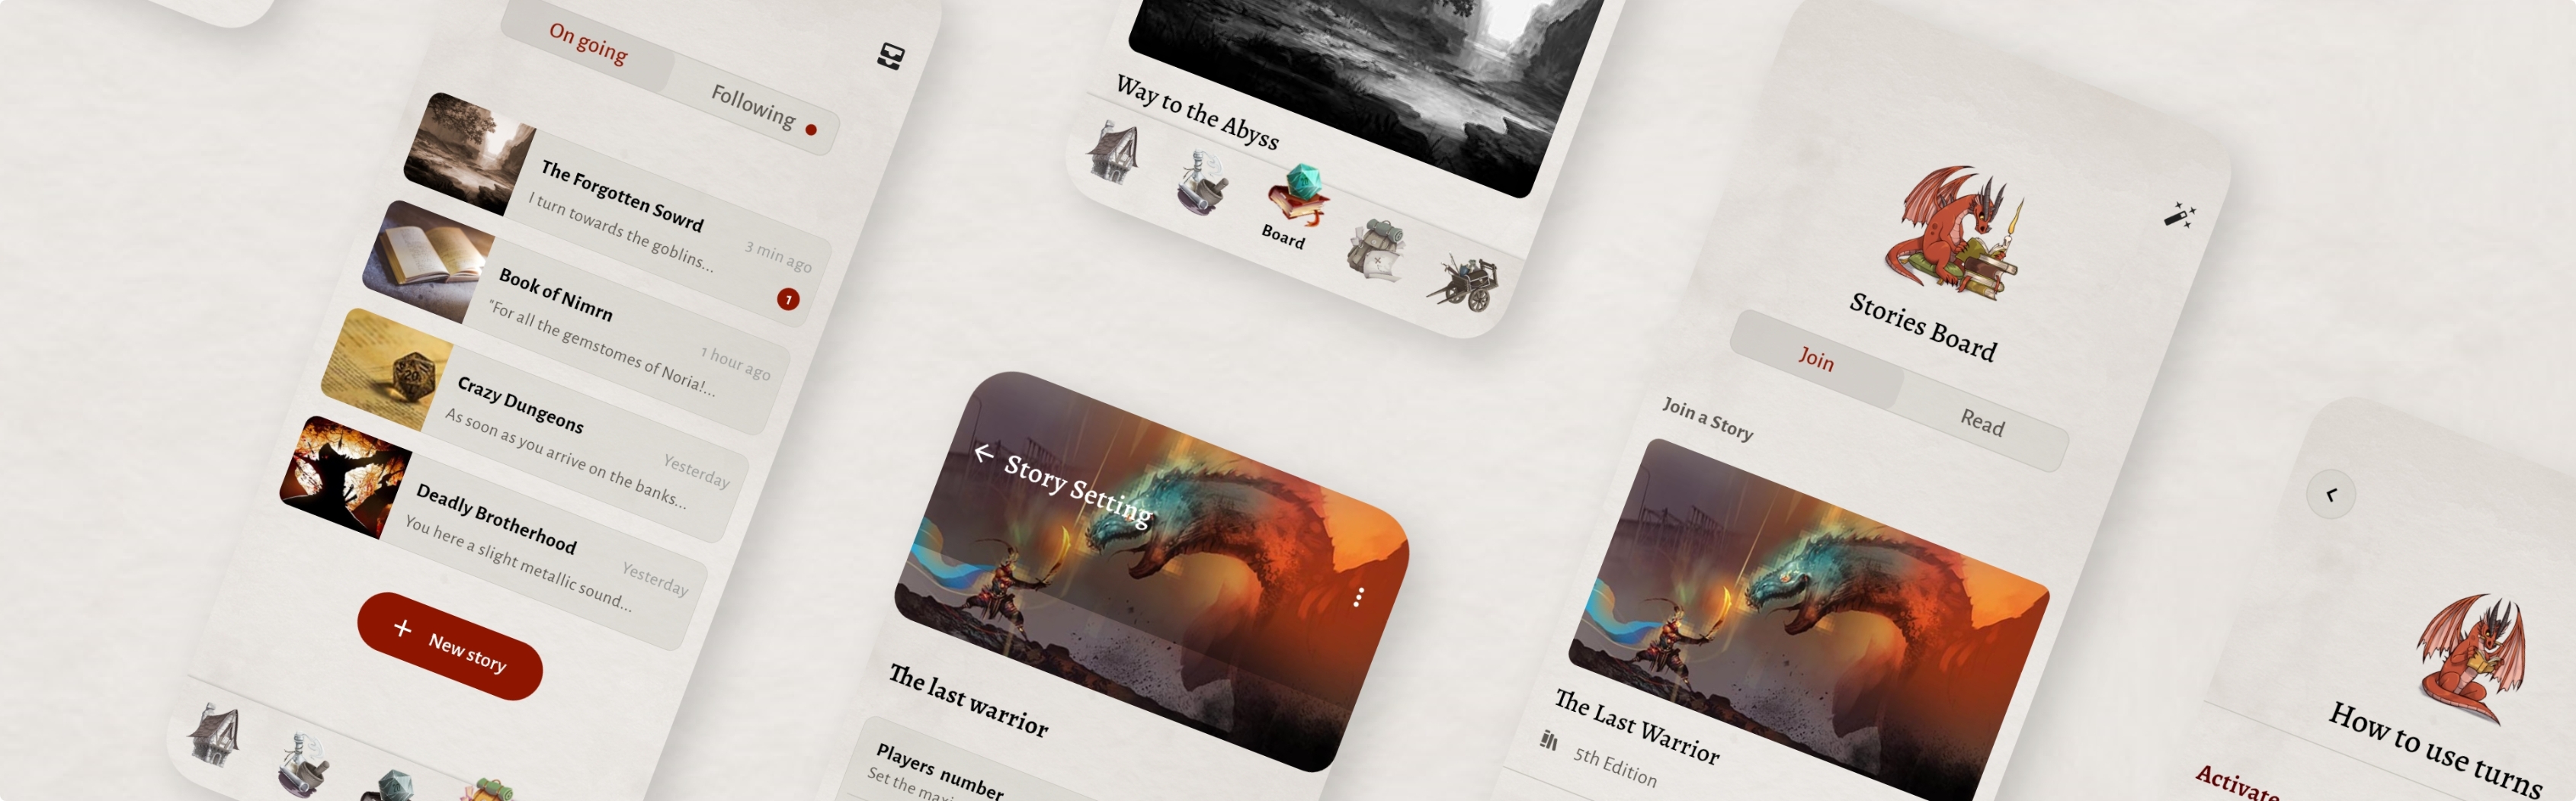 On going
Following
The Forgotten Sowrd
I turn towards the goblins...
3 min ago
1
Book of Nimrn
"For all the gemstomes of Noria!...
1 hour ago
Crazy Dungeons
As soon as you arrive on the banks...
Yesterday
Deadly Brotherhood
You here a slight metallic sound...
Yesterday
+ New story
Way to the Abyss
Board
Story Setting
The last warrior
Players number
Set the maxi
Stories Board
Join
Read
Join a Story
The Last Warrior
5th Edition
How to use turns
Activate